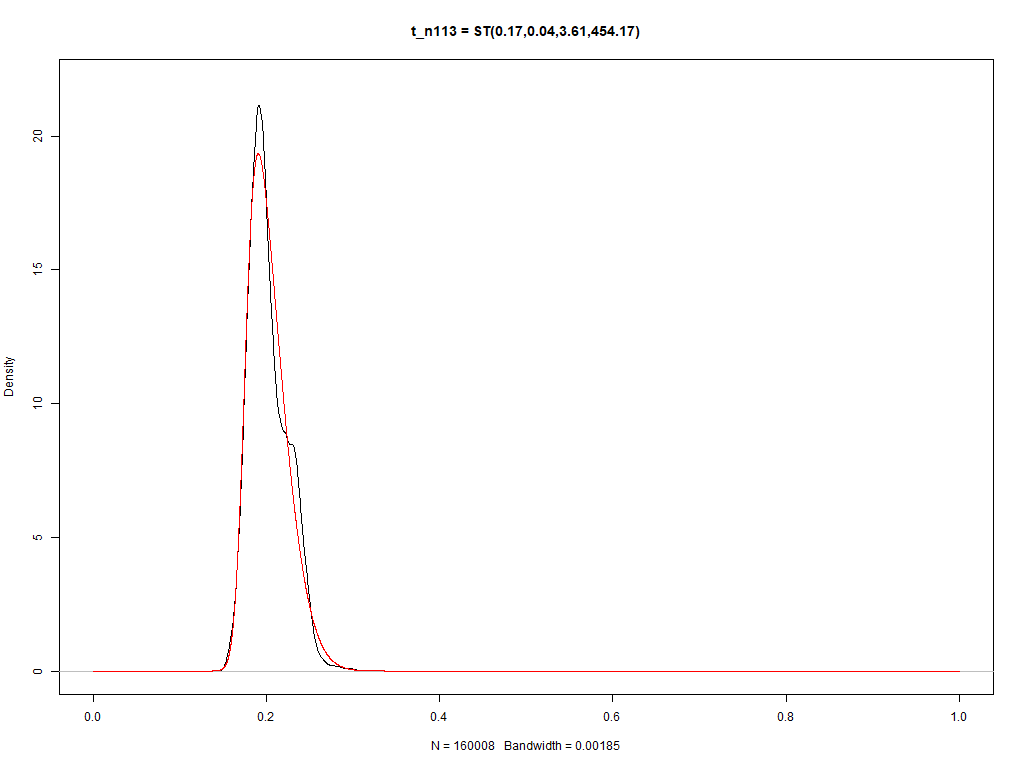 t_n113 = ST(0.17,0.04,3.61,454.17)
Density
20
15
10
5
0
0.0 0.2 0.4 0.6 0.8 1.0
N = 160008 Bandwidth = 0.00185